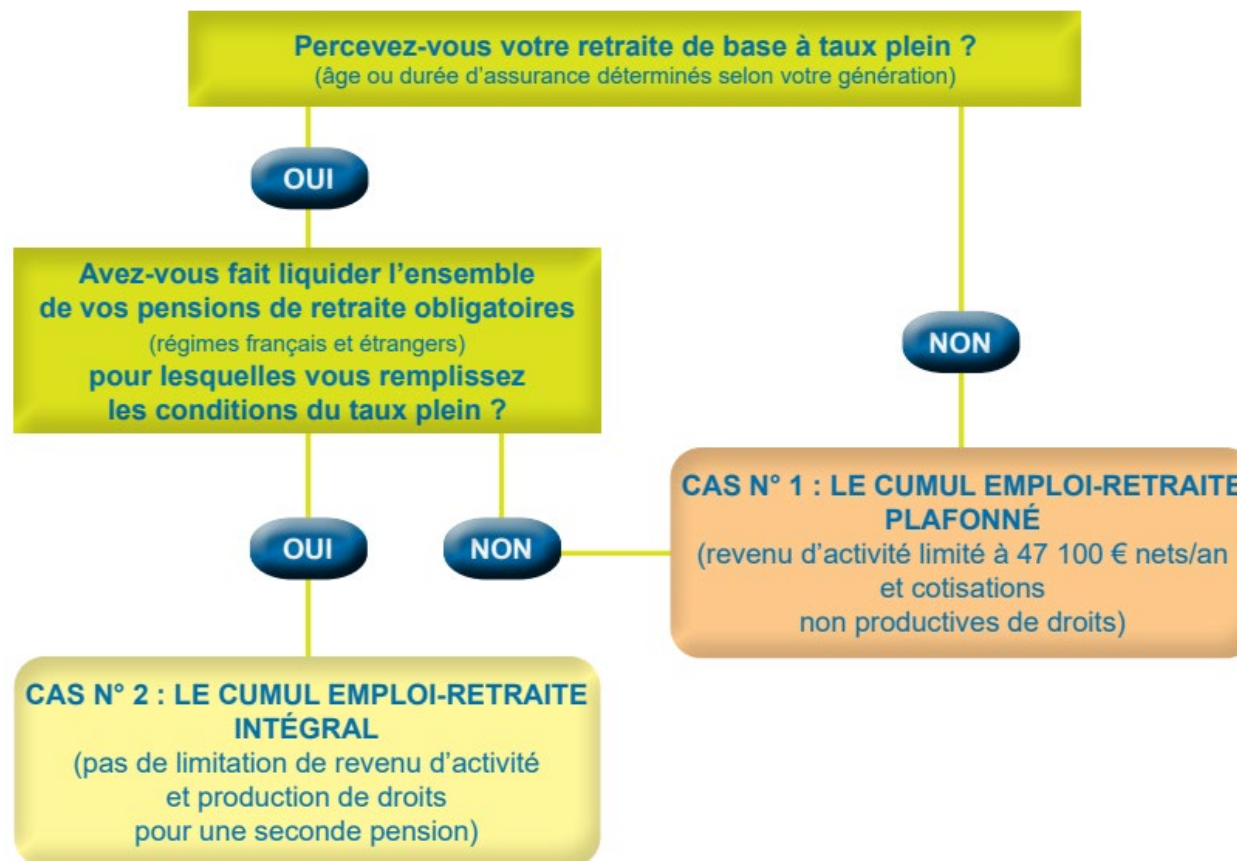 Percevez-vous votre retraite de base à taux plein ?
(âge ou durée d'assurance déterminés selon votre génération)
OUI
Avez-vous fait liquider l'ensemble
de vos pensions de retraite obligatoires
(régimes français et étrangers)
pour lesquelles vous remplissez
les conditions du taux plein ?
NON
CAS N° 1 : LE CUMUL EMPLOI-RETRAITE
PLAFONNÉ
(revenu d'activité limité à 47 100 € nets/an
et cotisations
non productives de droits)
OUI
NON
CAS N° 2 : LE CUMUL EMPLOI-RETRAITE
INTÉGRAL
(pas de limitation de revenu d'activité
et production de droits
pour une seconde pension)